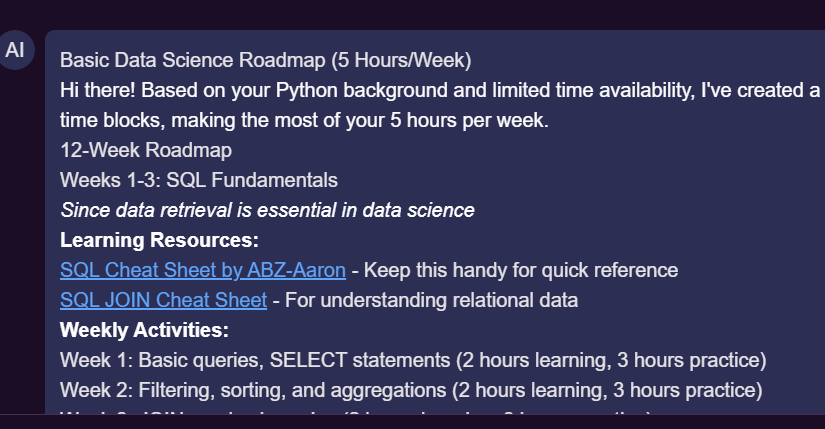 AI
Basic Data Science Roadmap (5 Hours/Week)
Hi there! Based on your Python background and limited time availability, I've created a
time blocks, making the most of your 5 hours per week.
12-Week Roadmap
Weeks 1-3: SQL Fundamentals
Since data retrieval is essential in data science
Learning Resources:
SQL Cheat Sheet by ABZ-Aaron - Keep this handy for quick reference
SQL JOIN Cheat Sheet - For understanding relational data
Weekly Activities:
Week 1: Basic queries, SELECT statements (2 hours learning, 3 hours practice)
Week 2: Filtering, sorting, and aggregations (2 hours learning, 3 hours practice)